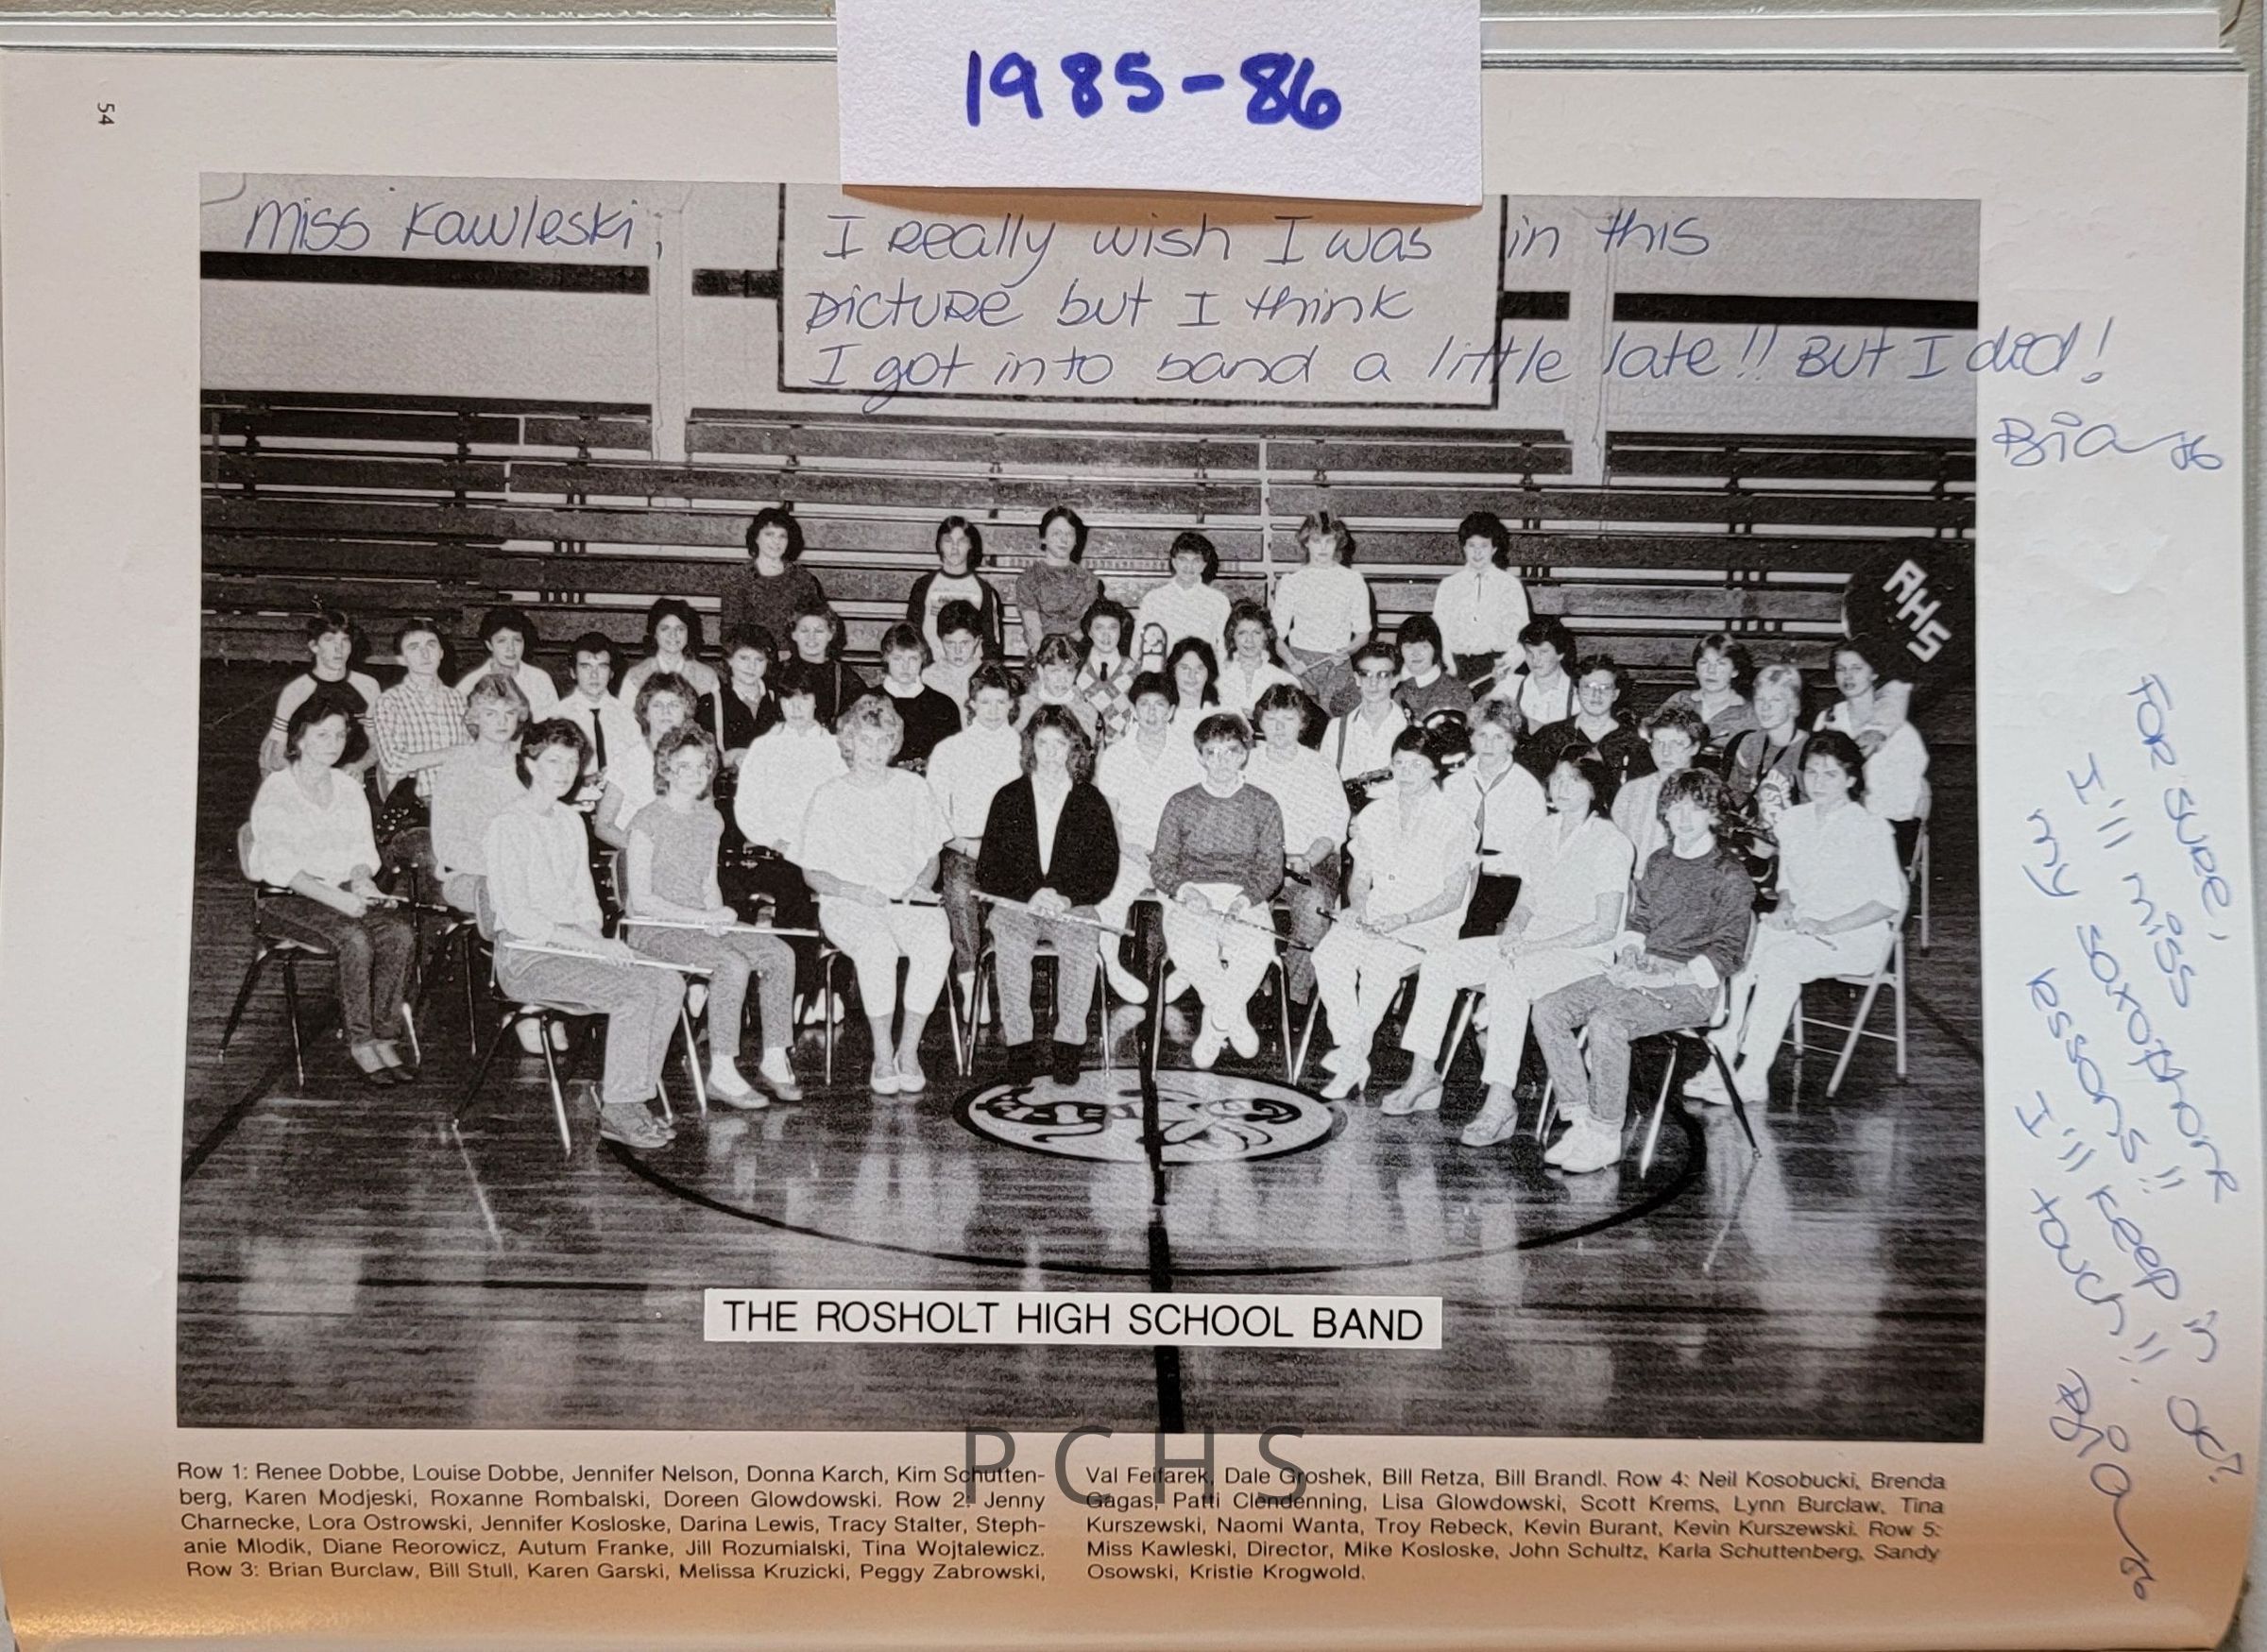 1985-86
54
Miss Kawleski, I really wish I was in this
picture but I think
I got into band a little late!! But I did!
Bia 86
For sure,
I'll miss
my saxophone
lessons!!
I'll keep in
touch!!
Bia 86
RHS
THE ROSHOLT HIGH SCHOOL BAND
PCHS
Row 1: Renee Dobbe, Louise Dobbe, Jennifer Nelson, Donna Karch, Kim Schutten-
berg, Karen Modjeski, Roxanne Rombalski, Doreen Glowdowski. Row 2: Jenny
Charnecke, Lora Ostrowski, Jennifer Kosloske, Darina Lewis, Tracy Stalter, Steph-
anie Mlodik, Diane Reorowicz, Autum Franke, Jill Rozumialski, Tina Wojtalewicz.
Row 3: Brian Burclaw, Bill Stull, Karen Garski, Melissa Kruzicki, Peggy Zabrowski,
Val Feifarek, Dale Groshek, Bill Retza, Bill Brandl. Row 4: Neil Kosobucki, Brenda
Gagas, Patti Clendenning, Lisa Glowdowski, Scott Krems, Lynn Burclaw, Tina
Kurszewski, Naomi Wanta, Troy Rebeck, Kevin Burant, Kevin Kurszewski. Row 5:
Miss Kawleski, Director, Mike Kosloske, John Schultz, Karla Schuttenberg, Sandy
Osowski, Kristie Krogwold.